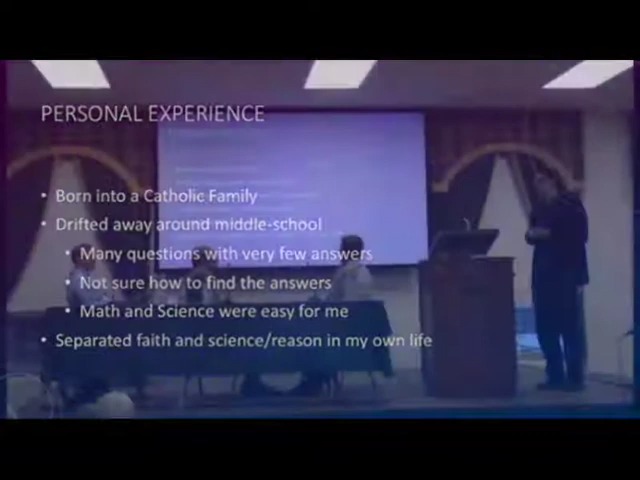 PERSONAL EXPERIENCE
• Born into a Catholic Family
• Drifted away around middle-school
• Many questions with very few answers
• Not sure how to find the answers
• Math and Science were easy for me
• Separated faith and science/reason in my own life